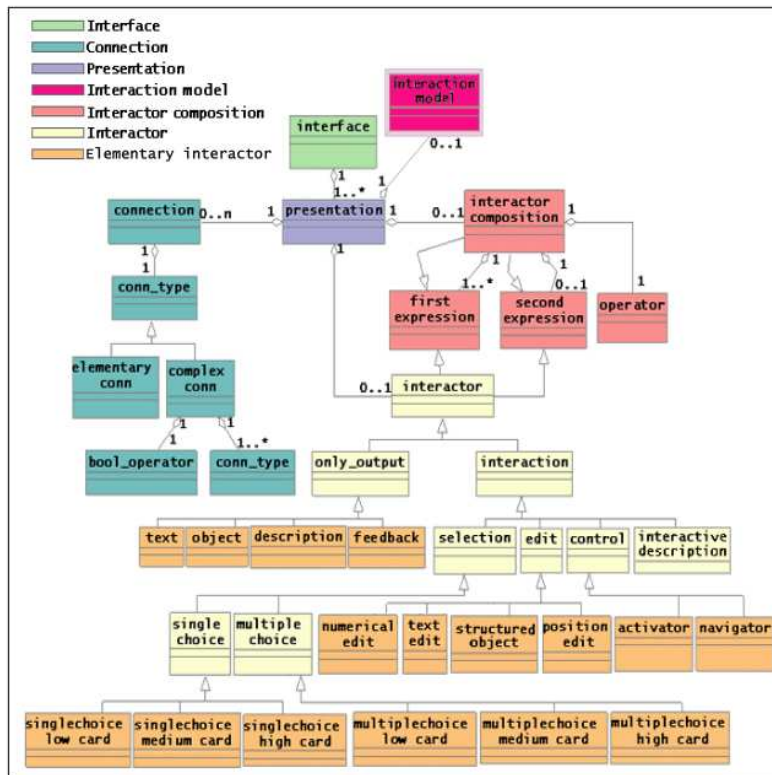 Interface
Connection
Presentation
Interaction model
Interactor composition
Interactor
Elementary interactor
interaction
model
interface
0..1
1
1
1..*
connection
0..n
1
presentation
1
0..1
interactor
composition
1
1
1
conn_type
1
1
1..*
first
expression
1
0..1
second
expression
1
operator
elementary
conn
complex
conn
0..1
interactor
1
1
1
1..*
bool_operator
conn_type
only_output
interaction
text
object
description
feedback
selection
edit
control
interactive
description
single
choice
multiple
choice
numerical
edit
text
edit
structured
object
position
edit
activator
navigator
singlechoice
low card
singlechoice
medium card
singlechoice
high card
multiplechoice
low card
multiplechoice
medium card
multiplechoice
high card